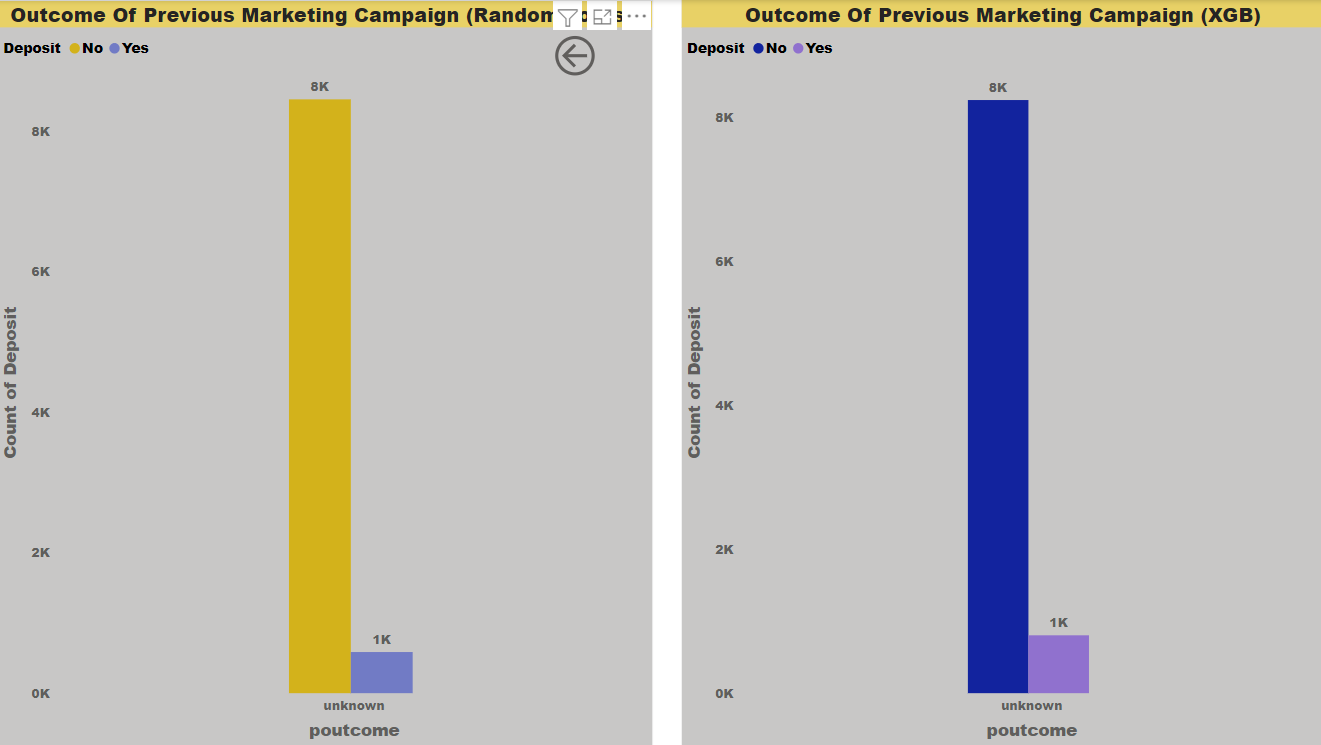 Outcome Of Previous Marketing Campaign (Random
Deposit No Yes
8K
8K
6K
4K
2K
0K
1K
Count of Deposit
unknown
poutcome
Outcome Of Previous Marketing Campaign (XGB)
Deposit No Yes
8K
8K
6K
4K
2K
0K
1K
Count of Deposit
unknown
poutcome